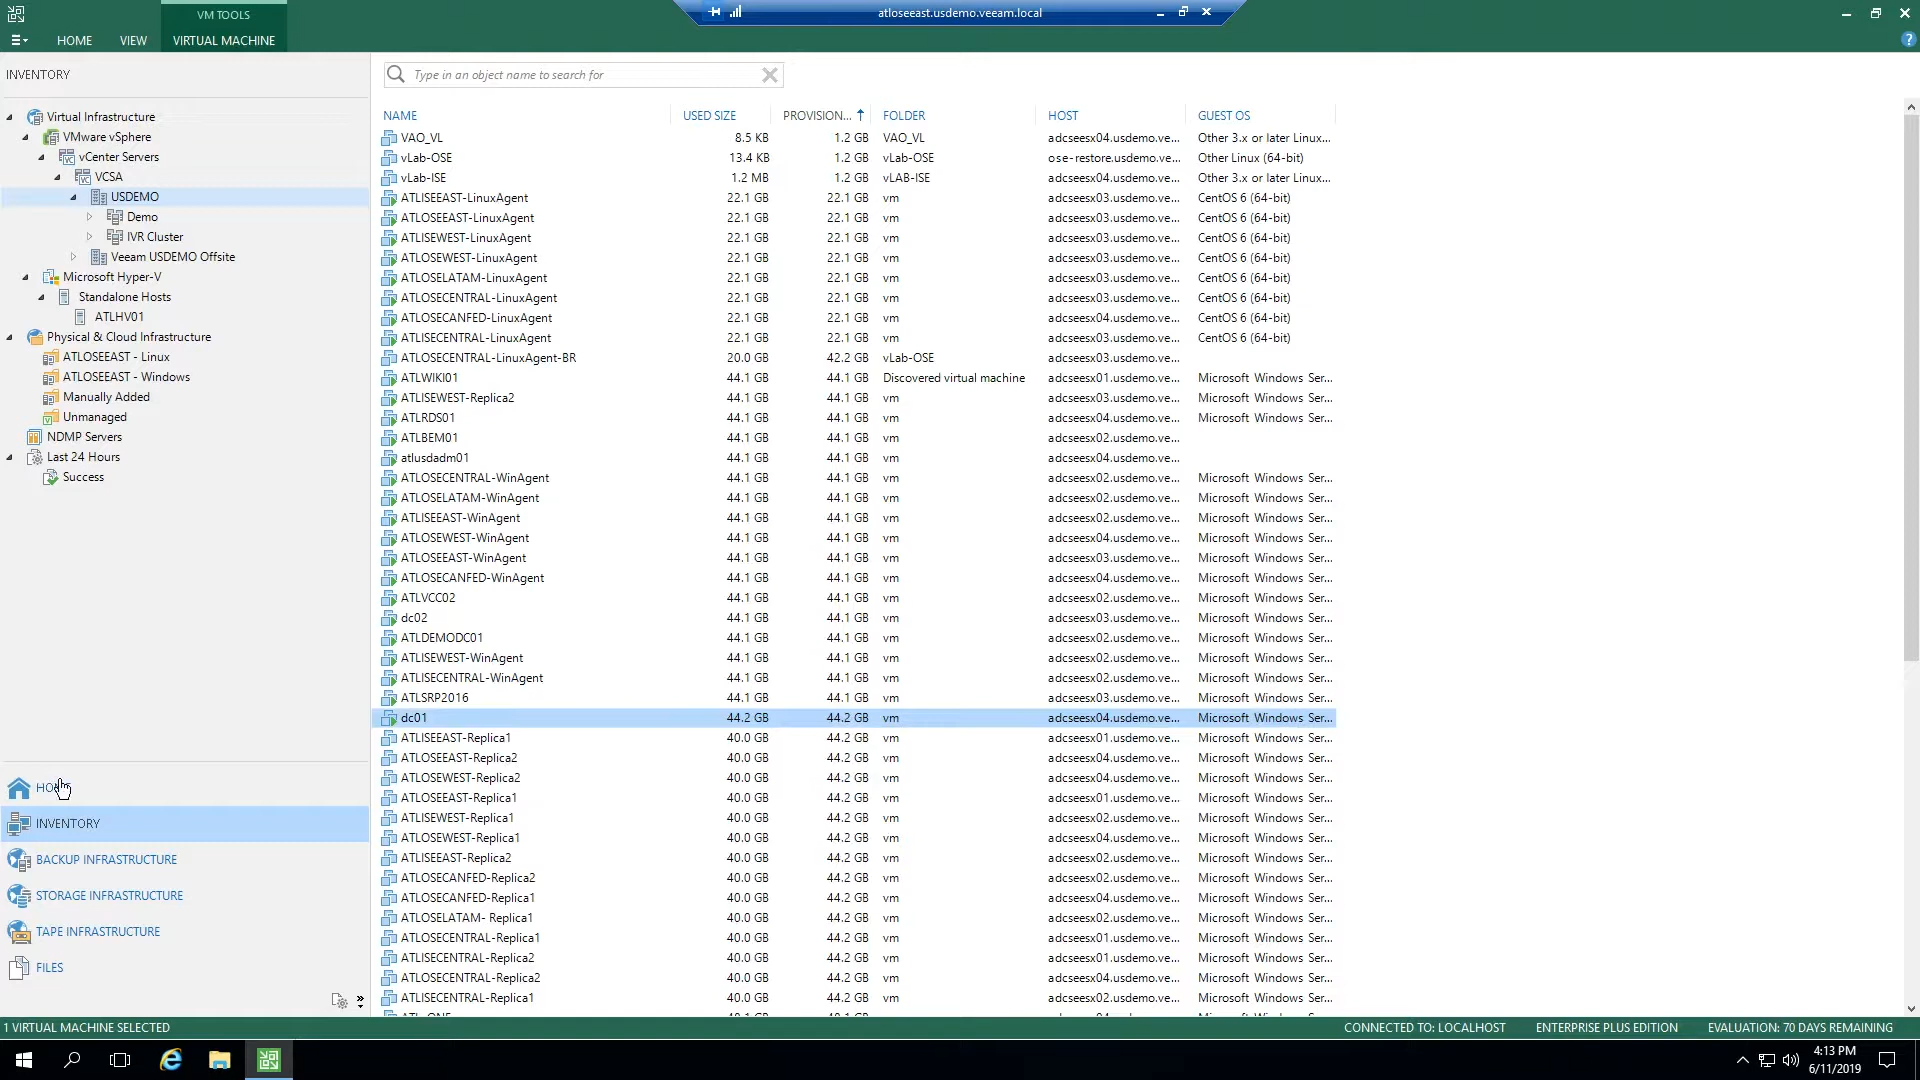 VM TOOLS
atloseeast.usdemo.veeam.local
HOME VIEW VIRTUAL MACHINE
INVENTORY
Type in an object name to search for
Virtual Infrastructure
VMware vSphere
vCenter Servers
VCSA
USDEMO
Demo
IVR Cluster
Veeam USDEMO Offsite
Microsoft Hyper-V
Standalone Hosts
ATLHV01
Physical & Cloud Infrastructure
ATLOSEEAST - Linux
ATLOSEEAST - Windows
Manually Added
Unmanaged
NDMP Servers
Last 24 Hours
Success
INVENTORY
BACKUP INFRASTRUCTURE
STORAGE INFRASTRUCTURE
TAPE INFRASTRUCTURE
FILES
NAME USED SIZE PROVISION... FOLDER HOST GUEST OS
VAO_VL 8.5 KB 1.2 GB VAO_VL adcseesx04.usdemo.ve... Other 3.x or later Linux...
vLab-OSE 13.4 KB 1.2 GB vLab-OSE ose-restore.usdemo.ve... Other Linux (64-bit)
vLab-ISE 1.2 MB 1.2 GB vLAB-ISE adcseesx04.usdemo.ve... Other 3.x or later Linux...
ATLISEEAST-LinuxAgent 22.1 GB 22.1 GB vm adcseesx03.usdemo.ve... CentOS 6 (64-bit)
ATLOSEEAST-LinuxAgent 22.1 GB 22.1 GB vm adcseesx03.usdemo.ve... CentOS 6 (64-bit)
ATLISEWEST-LinuxAgent 22.1 GB 22.1 GB vm adcseesx03.usdemo.ve... CentOS 6 (64-bit)
ATLOSEWEST-LinuxAgent 22.1 GB 22.1 GB vm adcseesx03.usdemo.ve... CentOS 6 (64-bit)
ATLOSELATAM-LinuxAgent 22.1 GB 22.1 GB vm adcseesx03.usdemo.ve... CentOS 6 (64-bit)
ATLOSECENTRAL-LinuxAgent 22.1 GB 22.1 GB vm adcseesx03.usdemo.ve... CentOS 6 (64-bit)
ATLOSECANFED-LinuxAgent 22.1 GB 22.1 GB vm adcseesx03.usdemo.ve... CentOS 6 (64-bit)
ATLISECENTRAL-LinuxAgent 22.1 GB 22.1 GB vm adcseesx03.usdemo.ve... CentOS 6 (64-bit)
ATLOSECENTRAL-LinuxAgent-BR 20.0 GB 42.2 GB vLab-OSE adcseesx03.usdemo.ve...
ATLWIKI01 44.1 GB 44.1 GB Discovered virtual machine adcseesx01.usdemo.ve... Microsoft Windows Ser...
ATLISEWEST-Replica2 44.1 GB 44.1 GB vm adcseesx03.usdemo.ve... Microsoft Windows Ser...
ATLRDS01 44.1 GB 44.1 GB vm adcseesx04.usdemo.ve... Microsoft Windows Ser...
ATLBEM01 44.1 GB 44.1 GB vm adcseesx02.usdemo.ve...
atlusdadm01 44.1 GB 44.1 GB vm adcseesx04.usdemo.ve...
ATLOSECENTRAL-WinAgent 44.1 GB 44.1 GB vm adcseesx02.usdemo.ve... Microsoft Windows Ser...
ATLOSELATAM-WinAgent 44.1 GB 44.1 GB vm adcseesx02.usdemo.ve... Microsoft Windows Ser...
ATLISEEAST-WinAgent 44.1 GB 44.1 GB vm adcseesx02.usdemo.ve... Microsoft Windows Ser...
ATLOSEWEST-WinAgent 44.1 GB 44.1 GB vm adcseesx04.usdemo.ve... Microsoft Windows Ser...
ATLOSEEAST-WinAgent 44.1 GB 44.1 GB vm adcseesx03.usdemo.ve... Microsoft Windows Ser...
ATLOSECANFED-WinAgent 44.1 GB 44.1 GB vm adcseesx04.usdemo.ve... Microsoft Windows Ser...
ATLVCC02 44.1 GB 44.1 GB vm adcseesx02.usdemo.ve... Microsoft Windows Ser...
dc02 44.1 GB 44.1 GB vm adcseesx03.usdemo.ve... Microsoft Windows Ser...
ATLDEMODC01 44.1 GB 44.1 GB vm adcseesx02.usdemo.ve... Microsoft Windows Ser...
ATLISEWEST-WinAgent 44.1 GB 44.1 GB vm adcseesx02.usdemo.ve... Microsoft Windows Ser...
ATLISECENTRAL-WinAgent 44.1 GB 44.1 GB vm adcseesx02.usdemo.ve... Microsoft Windows Ser...
ATLSRP2016 44.1 GB 44.1 GB vm adcseesx03.usdemo.ve... Microsoft Windows Ser...
dc01 44.2 GB 44.2 GB vm adcseesx04.usdemo.ve... Microsoft Windows Ser...
ATLISEEAST-Replica1 40.0 GB 44.2 GB vm adcseesx01.usdemo.ve... Microsoft Windows Ser...
ATLOSEEAST-Replica2 40.0 GB 44.2 GB vm adcseesx04.usdemo.ve... Microsoft Windows Ser...
ATLOSEWEST-Replica2 40.0 GB 44.2 GB vm adcseesx04.usdemo.ve... Microsoft Windows Ser...
ATLOSEEAST-Replica1 40.0 GB 44.2 GB vm adcseesx01.usdemo.ve... Microsoft Windows Ser...
ATLISEWEST-Replica1 40.0 GB 44.2 GB vm adcseesx02.usdemo.ve... Microsoft Windows Ser...
ATLOSEWEST-Replica1 40.0 GB 44.2 GB vm adcseesx04.usdemo.ve... Microsoft Windows Ser...
ATLISEEAST-Replica2 40.0 GB 44.2 GB vm adcseesx02.usdemo.ve... Microsoft Windows Ser...
ATLOSECANFED-Replica2 40.0 GB 44.2 GB vm adcseesx01.usdemo.ve... Microsoft Windows Ser...
ATLOSECANFED-Replica1 40.0 GB 44.2 GB vm adcseesx04.usdemo.ve... Microsoft Windows Ser...
ATLOSELATAM- Replica1 40.0 GB 44.2 GB vm adcseesx02.usdemo.ve... Microsoft Windows Ser...
ATLOSECENTRAL-Replica1 40.0 GB 44.2 GB vm adcseesx01.usdemo.ve... Microsoft Windows Ser...
ATLISECENTRAL-Replica2 40.0 GB 44.2 GB vm adcseesx01.usdemo.ve... Microsoft Windows Ser...
ATLOSECENTRAL-Replica2 40.0 GB 44.2 GB vm adcseesx04.usdemo.ve... Microsoft Windows Ser...
ATLISECENTRAL-Replica1 40.0 GB 44.2 GB vm adcseesx02.usdemo.ve... Microsoft Windows Ser...
1 VIRTUAL MACHINE SELECTED CONNECTED TO: LOCALHOST ENTERPRISE PLUS EDITION EVALUATION: 70 DAYS REMAINING
4:13 PM
6/11/2019